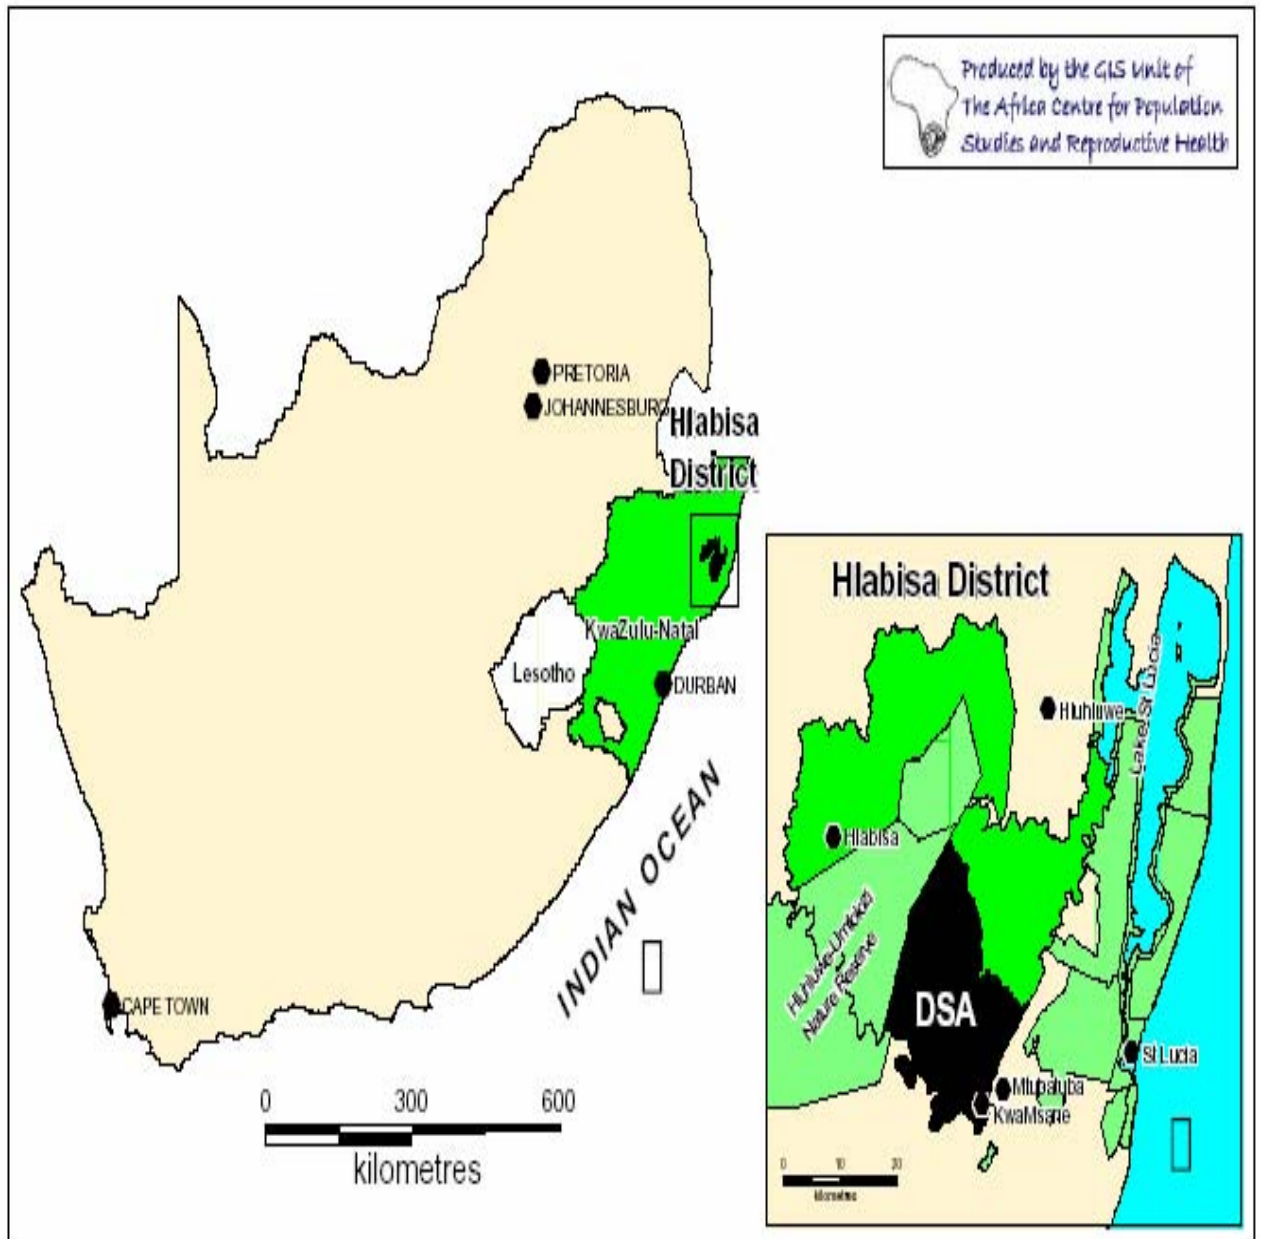 Produced by the GIS Unit of
The Africa Centre for Population
Studies and Reproductive Health
PRETORIA
JOHANNESBURG
Hlabisa
District
KwaZulu-Natal
Lesotho
DURBAN
INDIAN OCEAN
CAPE TOWN
0 300 600
kilometres
Hlabisa District
Hluhluwe
Lake St Lucia
Hlabisa
Hluhluwe-Umfolozi
Nature Reserve
DSA
St Lucia
Mtubatuba
KwaMsane
0 10 20
kilometres